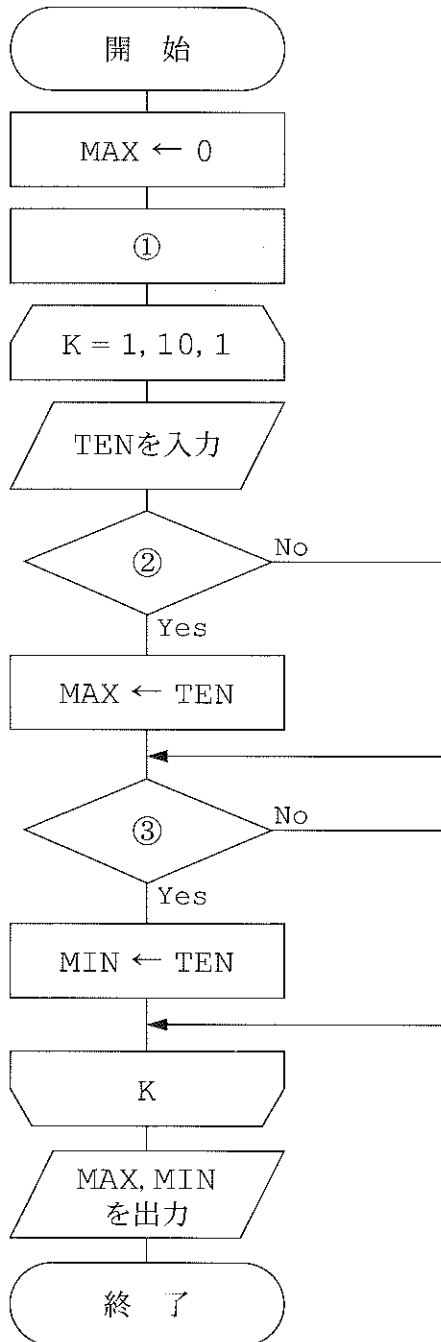 開 始
MAX ← 0
①
K = 1, 10, 1
TENを入力
②
No
Yes
MAX ← TEN
③
No
Yes
MIN ← TEN
K
MAX, MIN
を出力
終 了